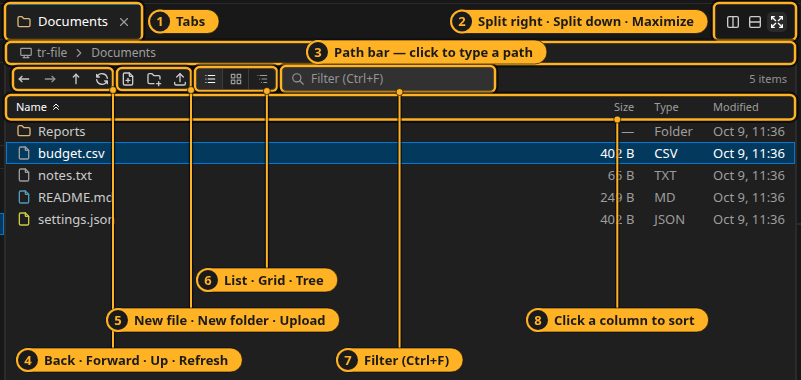 Documents
1 Tabs
2 Split right · Split down · Maximize
tr-file > Documents
3 Path bar — click to type a path
Filter (Ctrl+F)
5 items
Name Size Type Modified
Reports — Folder Oct 9, 11:36
budget.csv 402 B CSV Oct 9, 11:36
notes.txt B TXT Oct 9, 11:36
README.md 249 B MD Oct 9, 11:36
settings.json 402 B JSON Oct 9, 11:36
6 List · Grid · Tree
5 New file · New folder · Upload
8 Click a column to sort
4 Back · Forward · Up · Refresh
7 Filter (Ctrl+F)